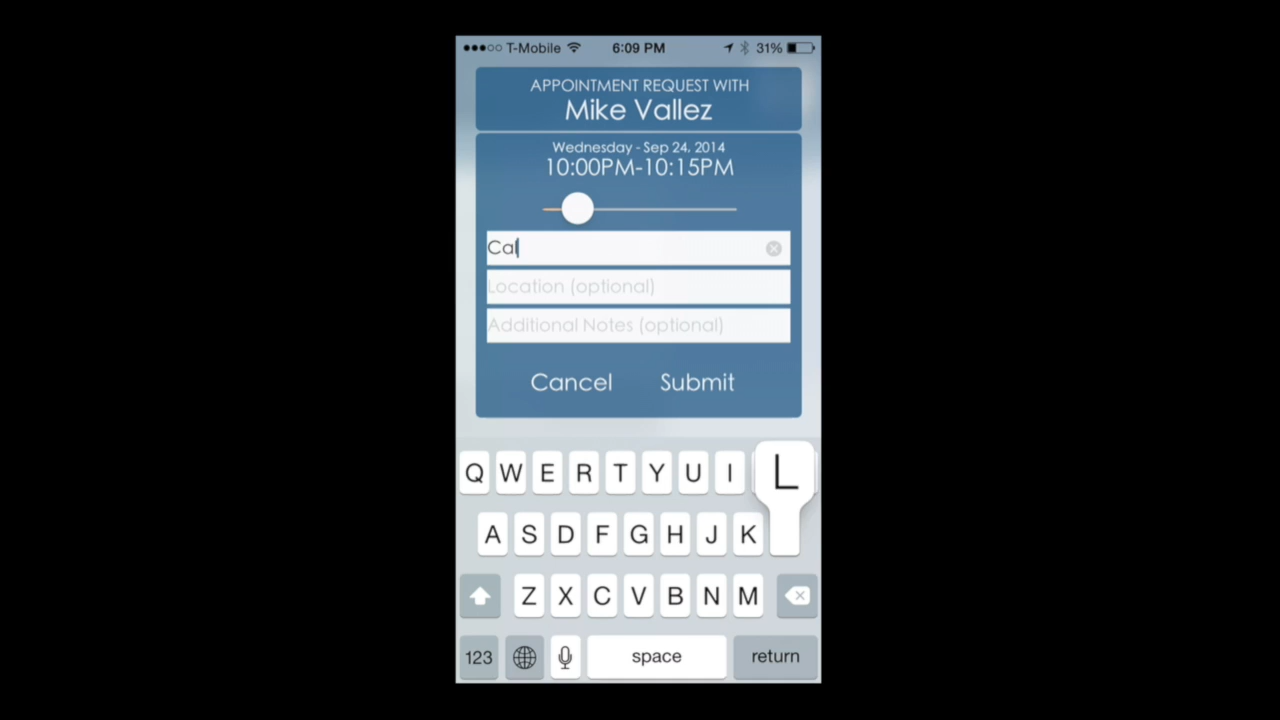 T-Mobile 6:09 PM 31%
APPOINTMENT REQUEST WITH
Mike Vallez
Wednesday - Sep 24, 2014
10:00PM-10:15PM
Cal
Location (optional)
Additional Notes (optional)
Cancel Submit
Q W E R T Y U I L
A S D F G H J K
Z X C V B N M
123 space return